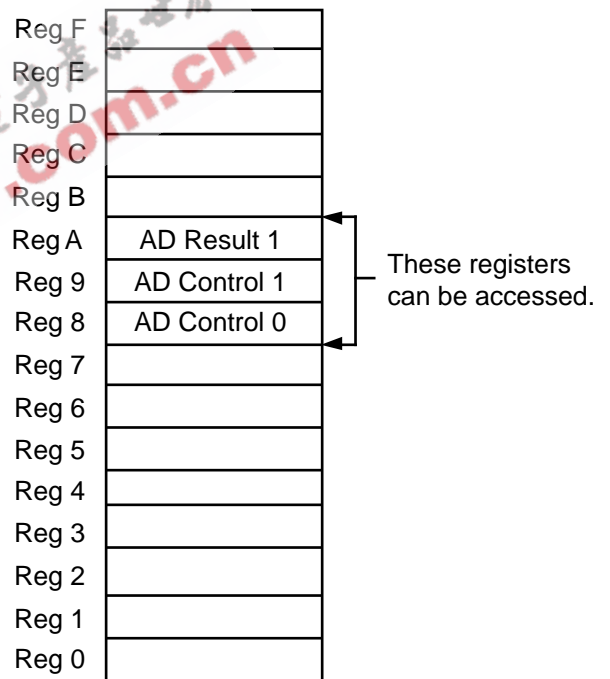 Reg F
Reg E
Reg D
Reg C
Reg B
Reg A AD Result 1
Reg 9 AD Control 1
Reg 8 AD Control 0
These registers
can be accessed.
Reg 7
Reg 6
Reg 5
Reg 4
Reg 3
Reg 2
Reg 1
Reg 0
.com.cn